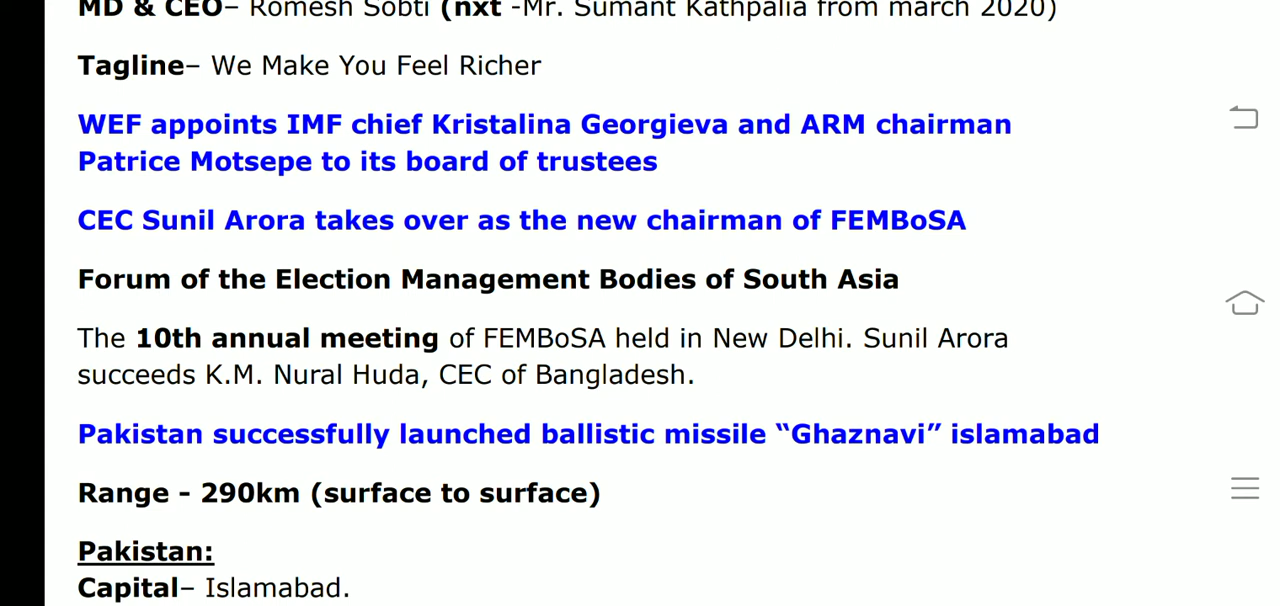 MD & CEO– Romesh Sobti (nxt -Mr. Sumant Kathpalia from march 2020)
Tagline– We Make You Feel Richer
WEF appoints IMF chief Kristalina Georgieva and ARM chairman
Patrice Motsepe to its board of trustees
CEC Sunil Arora takes over as the new chairman of FEMBoSA
Forum of the Election Management Bodies of South Asia
The 10th annual meeting of FEMBoSA held in New Delhi. Sunil Arora
succeeds K.M. Nural Huda, CEC of Bangladesh.
Pakistan successfully launched ballistic missile “Ghaznavi” islamabad
Range - 290km (surface to surface)
Pakistan:
Capital– Islamabad.